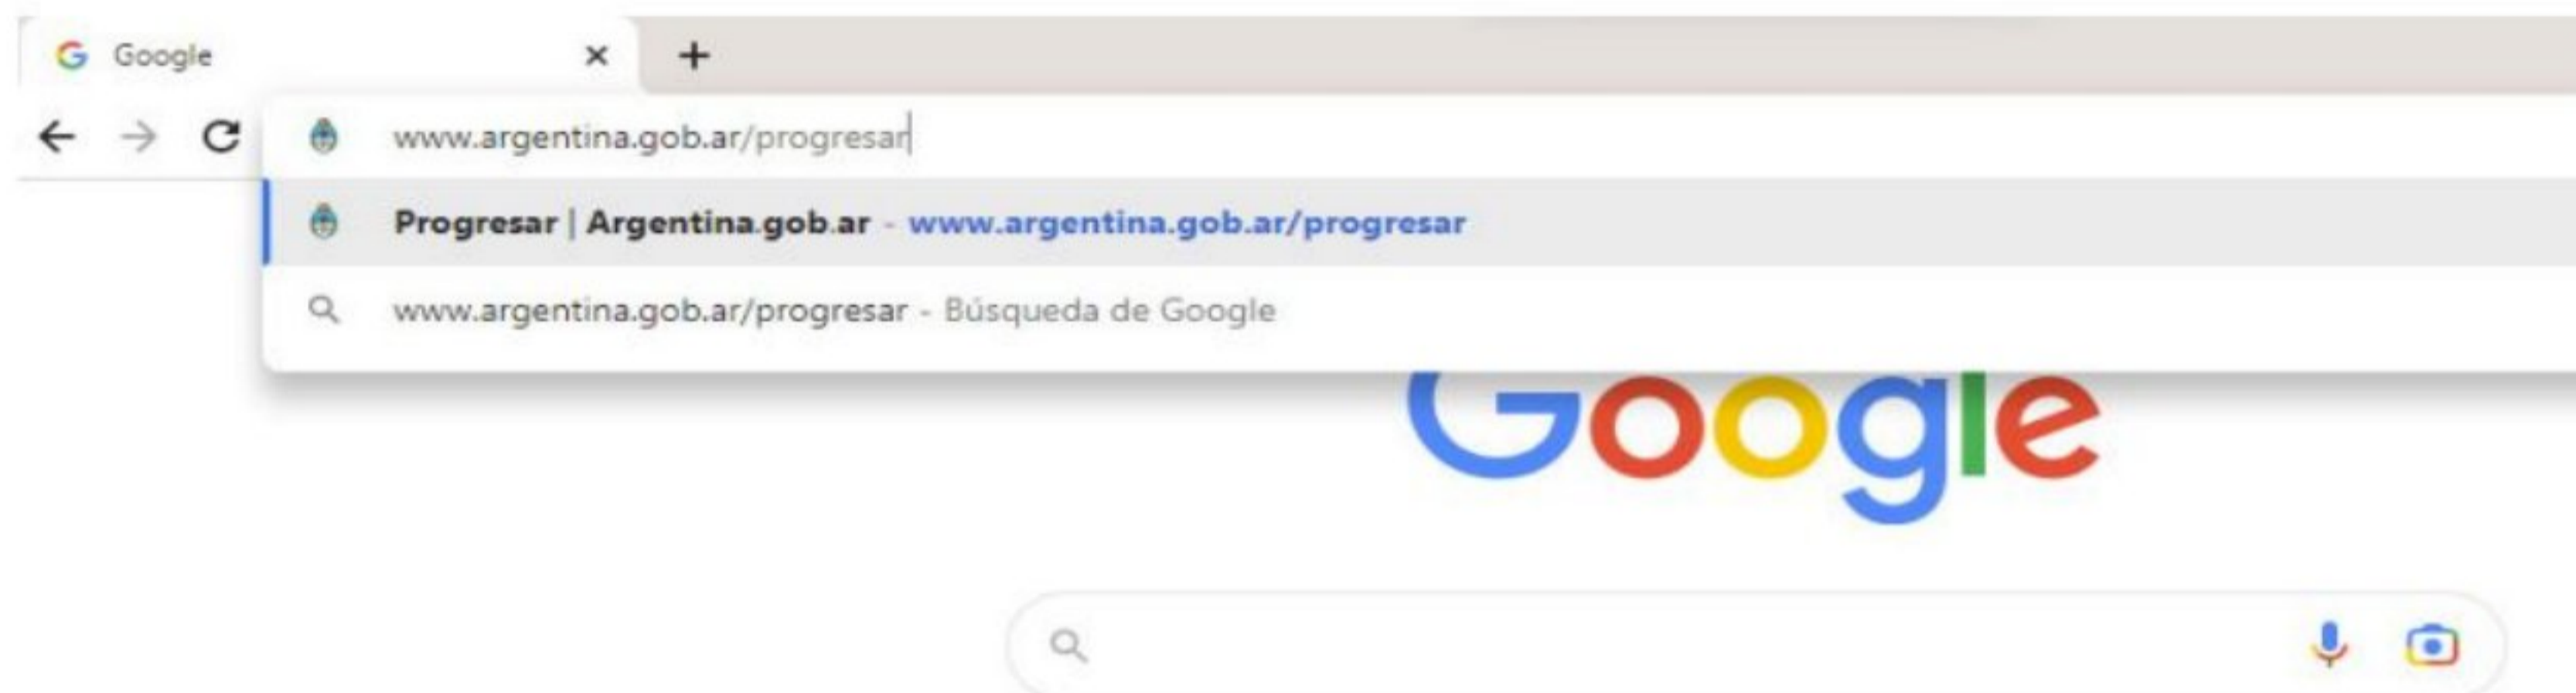 Google
www.argentina.gob.ar/progresar
Progresar | Argentina.gob.ar - www.argentina.gob.ar/progresar
www.argentina.gob.ar/progresar - Búsqueda de Google
Google